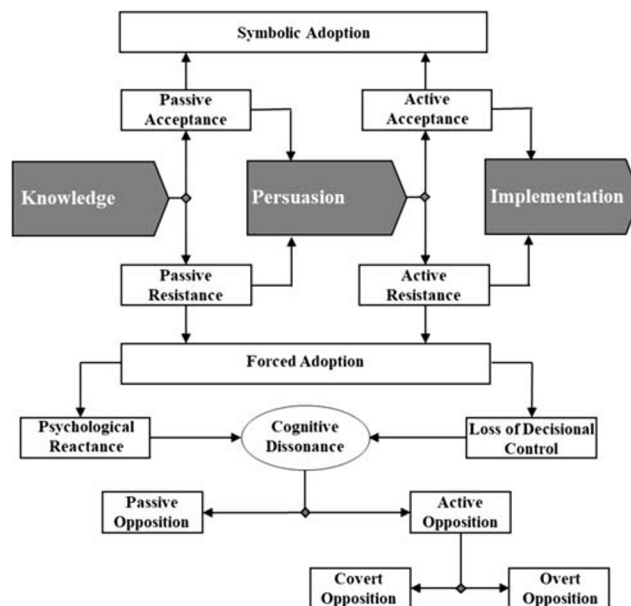 Symbolic Adoption
Passive
Acceptance
Active
Acceptance
Knowledge
Persuasion
Implementation
Passive
Resistance
Active
Resistance
Forced Adoption
Psychological
Reactance
Cognitive
Dissonance
Loss of Decisional
Control
Passive
Opposition
Active
Opposition
Covert
Opposition
Overt
Opposition